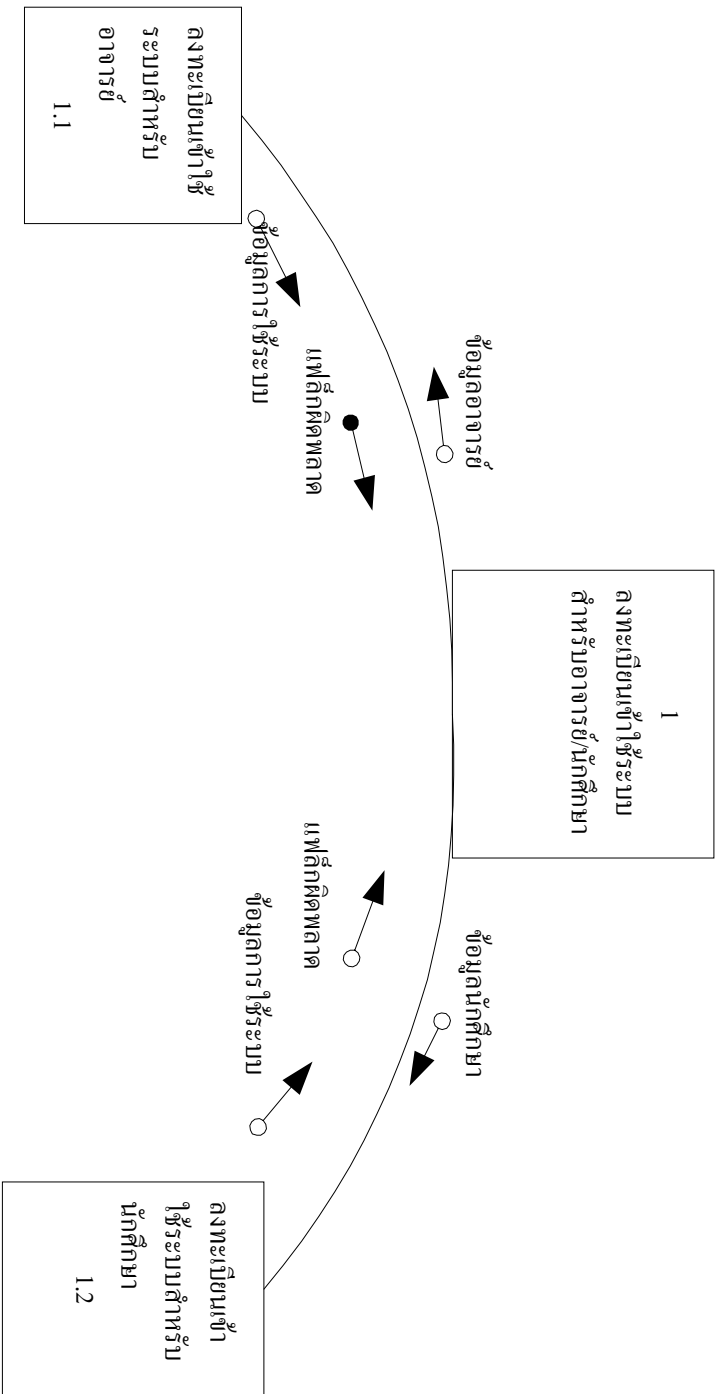 1
ลงทะเบียนเข้าใช้ระบบ
สำหรับอาจารย์/นักศึกษา
ข้อมูลอาจารย์
ข้อมูลนักศึกษา
แฟล็กผิดพลาด
แฟล็กผิดพลาด
ข้อมูลการใช้ระบบ
ข้อมูลการใช้ระบบ
ลงทะเบียนเข้าใช้
ระบบสำหรับ
อาจารย์
1.1
ลงทะเบียนเข้า
ใช้ระบบสำหรับ
นักศึกษา
1.2